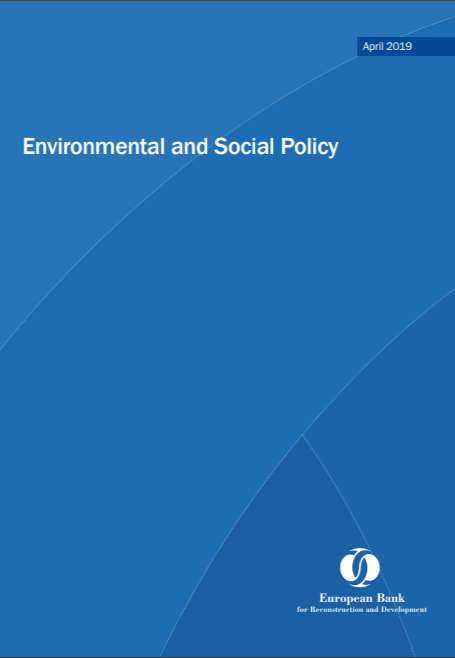 April 2019
Environmental and Social Policy
European Bank
for Reconstruction and Development